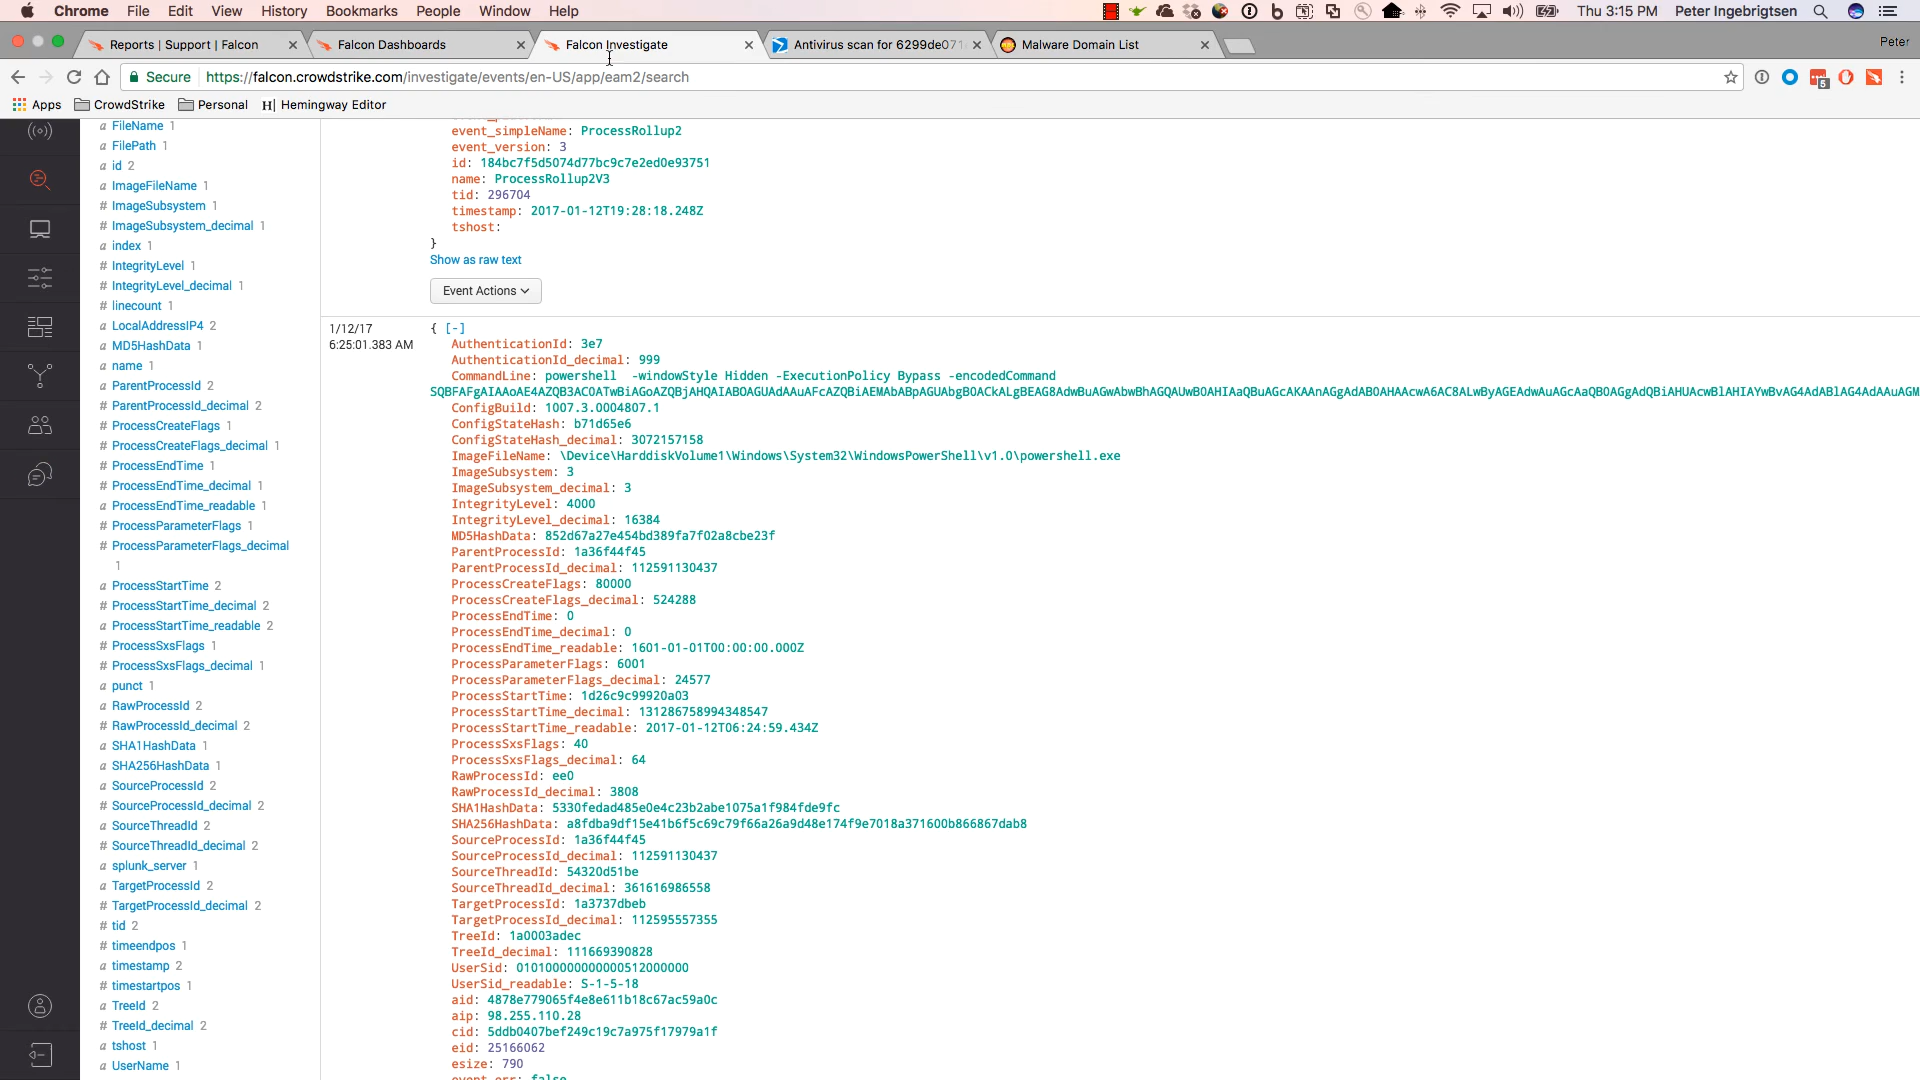 Chrome File Edit View History Bookmarks People Window Help Thu 3:15 PM Peter Ingebrigtsen
Reports | Support | Falcon Falcon Dashboards Falcon Investigate Antivirus scan for 6299de071 Malware Domain List Peter
Secure https://falcon.crowdstrike.com/investigate/events/en-US/app/eam2/search
Apps CrowdStrike Personal Hemingway Editor
a FileName 1
a FilePath 1
a id 2
a ImageFileName 1
# ImageSubsystem 1
# ImageSubsystem_decimal 1
a index 1
# IntegrityLevel 1
# IntegrityLevel_decimal 1
# linecount 1
a LocalAddressIP4 2
a MD5HashData 1
a name 1
a ParentProcessId 2
# ParentProcessId_decimal 2
# ProcessCreateFlags 1
# ProcessCreateFlags_decimal 1
# ProcessEndTime 1
# ProcessEndTime_decimal 1
# ProcessEndTime_readable 1
# ProcessParameterFlags 1
# ProcessParameterFlags_decimal
1
a ProcessStartTime 2
# ProcessStartTime_decimal 2
# ProcessStartTime_readable 2
# ProcessSxsFlags 1
# ProcessSxsFlags_decimal 1
a punct 1
a RawProcessId 2
# RawProcessId_decimal 2
a SHA1HashData 1
a SHA256HashData 1
a SourceProcessId 2
# SourceProcessId_decimal 2
a SourceThreadId 2
# SourceThreadId_decimal 2
a splunk_server 1
a TargetProcessId 2
# TargetProcessId_decimal 2
# tid 2
# timeendpos 1
a timestamp 2
# timestartpos 1
a TreeId 2
# TreeId_decimal 2
a tshost 1
a UserName 1
event_simpleName: ProcessRollup2
event_version: 3
id: 184bc7f5d5074d77bc9c7e2ed0e93751
name: ProcessRollup2V3
tid: 296704
timestamp: 2017-01-12T19:28:18.248Z
tshost:
}
Show as raw text
Event Actions
1/12/17
6:25:01.383 AM
{ [-]
AuthenticationId: 3e7
AuthenticationId_decimal: 999
CommandLine: powershell -windowStyle Hidden -ExecutionPolicy Bypass -encodedCommand
ConfigBuild: 1007.3.0004807.1
ConfigStateHash: b71d65e6
ConfigStateHash_decimal: 3072157158
ImageFileName: \Device\HarddiskVolume1\Windows\System32\WindowsPowerShell\v1.0\powershell.exe
ImageSubsystem: 3
ImageSubsystem_decimal: 3
IntegrityLevel: 4000
IntegrityLevel_decimal: 16384
MD5HashData: 852d67a27e454bd389fa7f02a8cbe23f
ParentProcessId: 1a36f44f45
ParentProcessId_decimal: 112591130437
ProcessCreateFlags: 80000
ProcessCreateFlags_decimal: 524288
ProcessEndTime: 0
ProcessEndTime_decimal: 0
ProcessEndTime_readable: 1601-01-01T00:00:00.000Z
ProcessParameterFlags: 6001
ProcessParameterFlags_decimal: 24577
ProcessStartTime: 1d26c9c99920a03
ProcessStartTime_decimal: 131286758994348547
ProcessStartTime_readable: 2017-01-12T06:24:59.434Z
ProcessSxsFlags: 40
ProcessSxsFlags_decimal: 64
RawProcessId: ee0
RawProcessId_decimal: 3808
SHA1HashData: 5330fedad485e0e4c23b2abe1075a1f984fde9fc
SHA256HashData: a8fdba9df15e41b6f5c69c79f66a26a9d48e174f9e7018a371600b866867dab8
SourceProcessId: 1a36f44f45
SourceProcessId_decimal: 112591130437
SourceThreadId: 54320d51be
SourceThreadId_decimal: 361616986558
TargetProcessId: 1a3737dbeb
TargetProcessId_decimal: 112595557355
TreeId: 1a0003adec
TreeId_decimal: 111669390828
UserSid: 010100000000000512000000
UserSid_readable: S-1-5-18
aid: 4878e779065f4e8e611b18c67ac59a0c
aip: 98.255.110.28
cid: 5ddb0407bef249c19c7a975f17979a1f
eid: 25166062
esize: 790
event_err: false